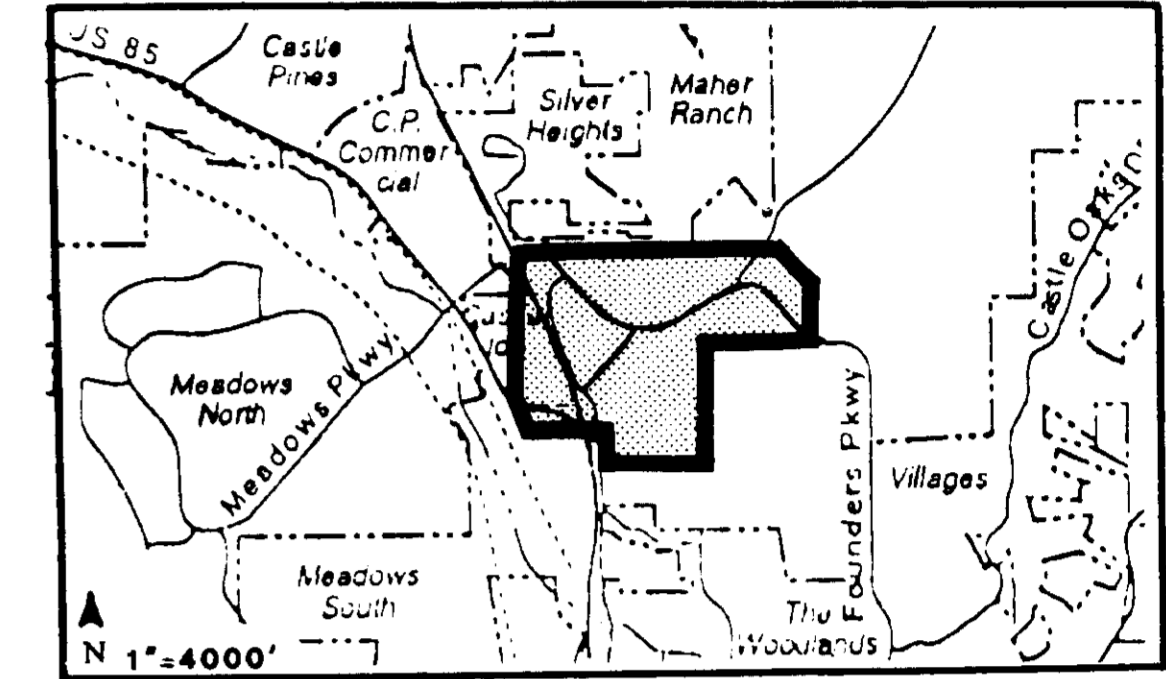 US 85
Castle
Pines
C.P.
Commer
cial
Silver
Heights
Maher
Ranch
Castle Oaks
Meadows
North
Meadows Pkwy
Founders Pkwy
Villages
Meadows
South
The
Woodlands
N 1"=4000'